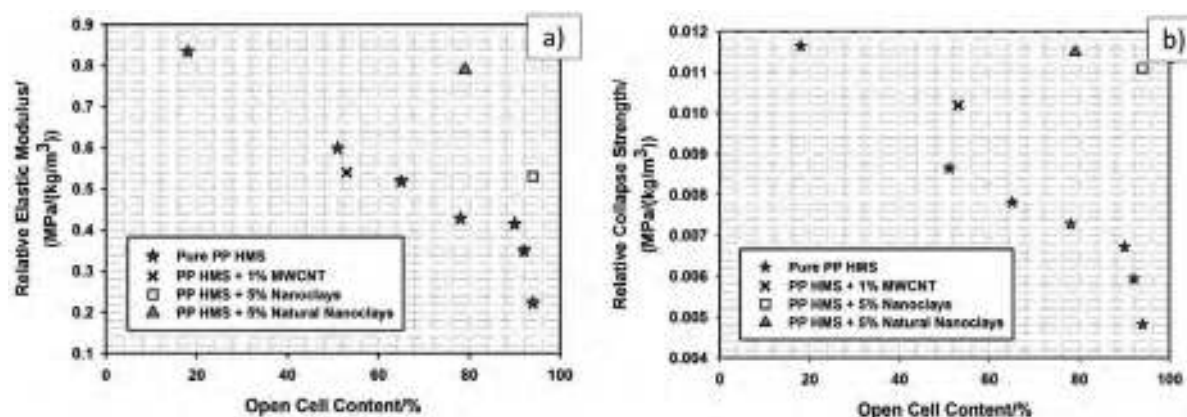 a)
Relative Elastic Modulus/
(MPa/(kg/m³))
0.9
0.8
0.7
0.6
0.5
0.4
0.3
0.2
0.1
Pure PP HMS
PP HMS + 1% MWCNT
PP HMS + 5% Nanoclays
PP HMS + 5% Natural Nanoclays
0 20 40 60 80 100
Open Cell Content/%
b)
Relative Collapse Strength/
(MPa/(kg/m³)
0.012
0.011
0.010
0.009
0.008
0.007
0.006
0.005
0.004
Pure PP HMS
PP HMS + 1% MWCNT
PP HMS + 5% Nanoclays
PP HMS + 5% Natural Nanoclays
0 20 40 60 80 100
Open Cell Content/%